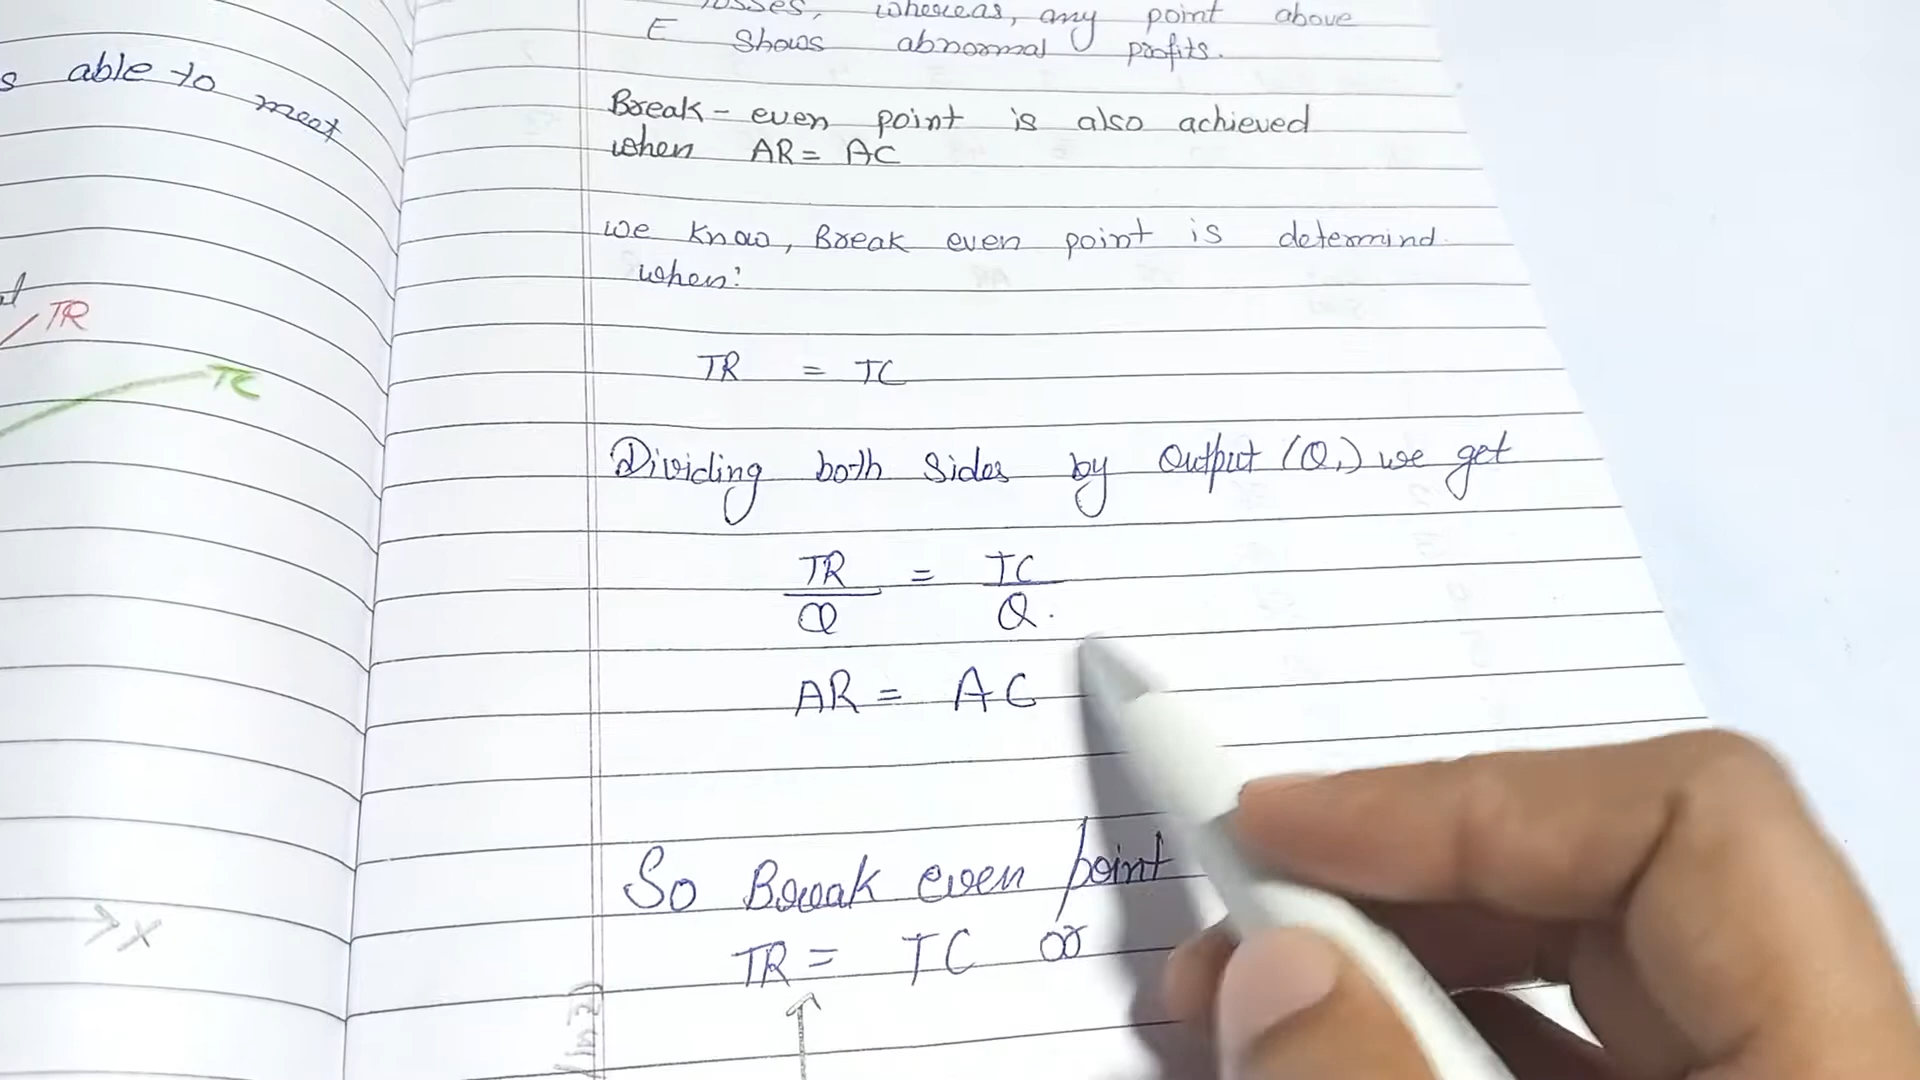 s able to meet
TR
TC
X
losses, whereas, any point above
E shows abnormal profits.
Break-even point is also achieved
when AR = AC
we know, Break even point is determind
when:
TR = TC
Dividing both sides by output (Q) we get
TR/Q = TC/Q.
AR = AC
So Break even point
TR = TC or